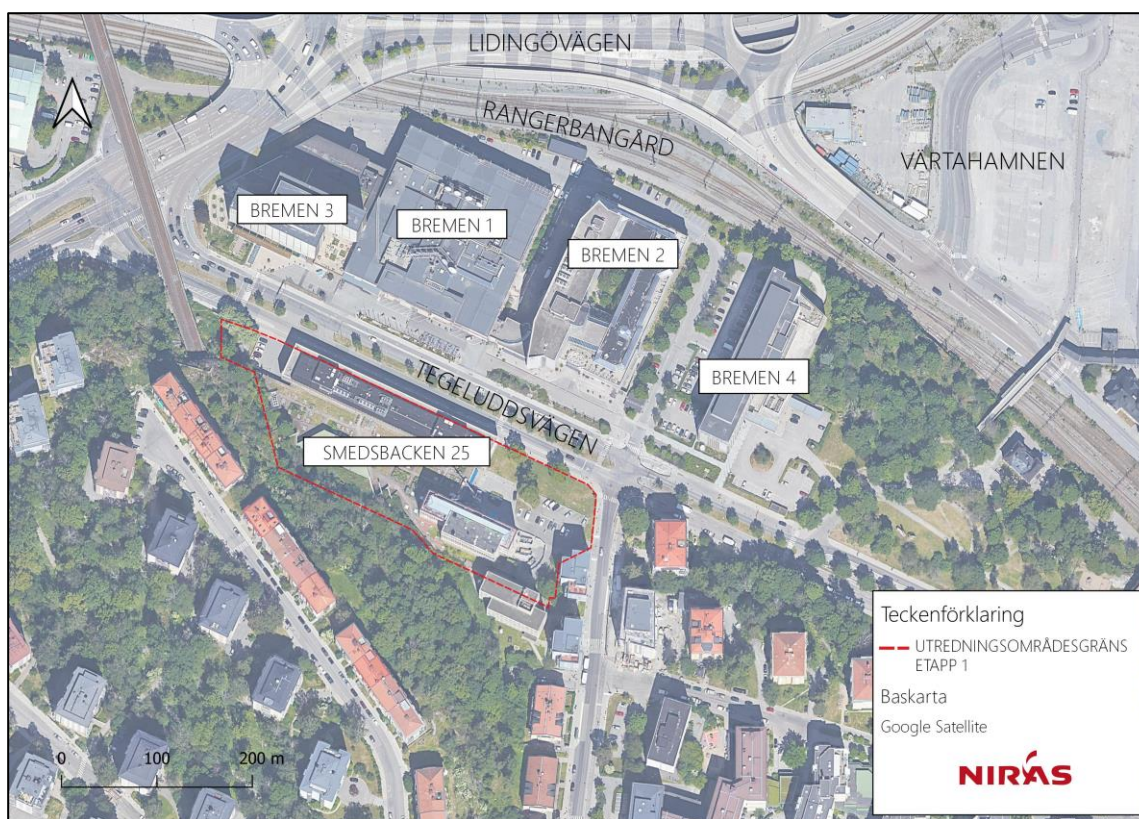 LIDINGÖVÄGEN
RANGERBANGÅRD
VÄRTAHAMNEN
BREMEN 3
BREMEN 1
BREMEN 2
BREMEN 4
TEGELUDDSVÄGEN
SMEDSBACKEN 25
Teckenförklaring
UTREDNINGSOMRÅDESGRÄNS
ETAPP 1
Baskarta
Google Satellite
NIRÁS
0 100 200 m